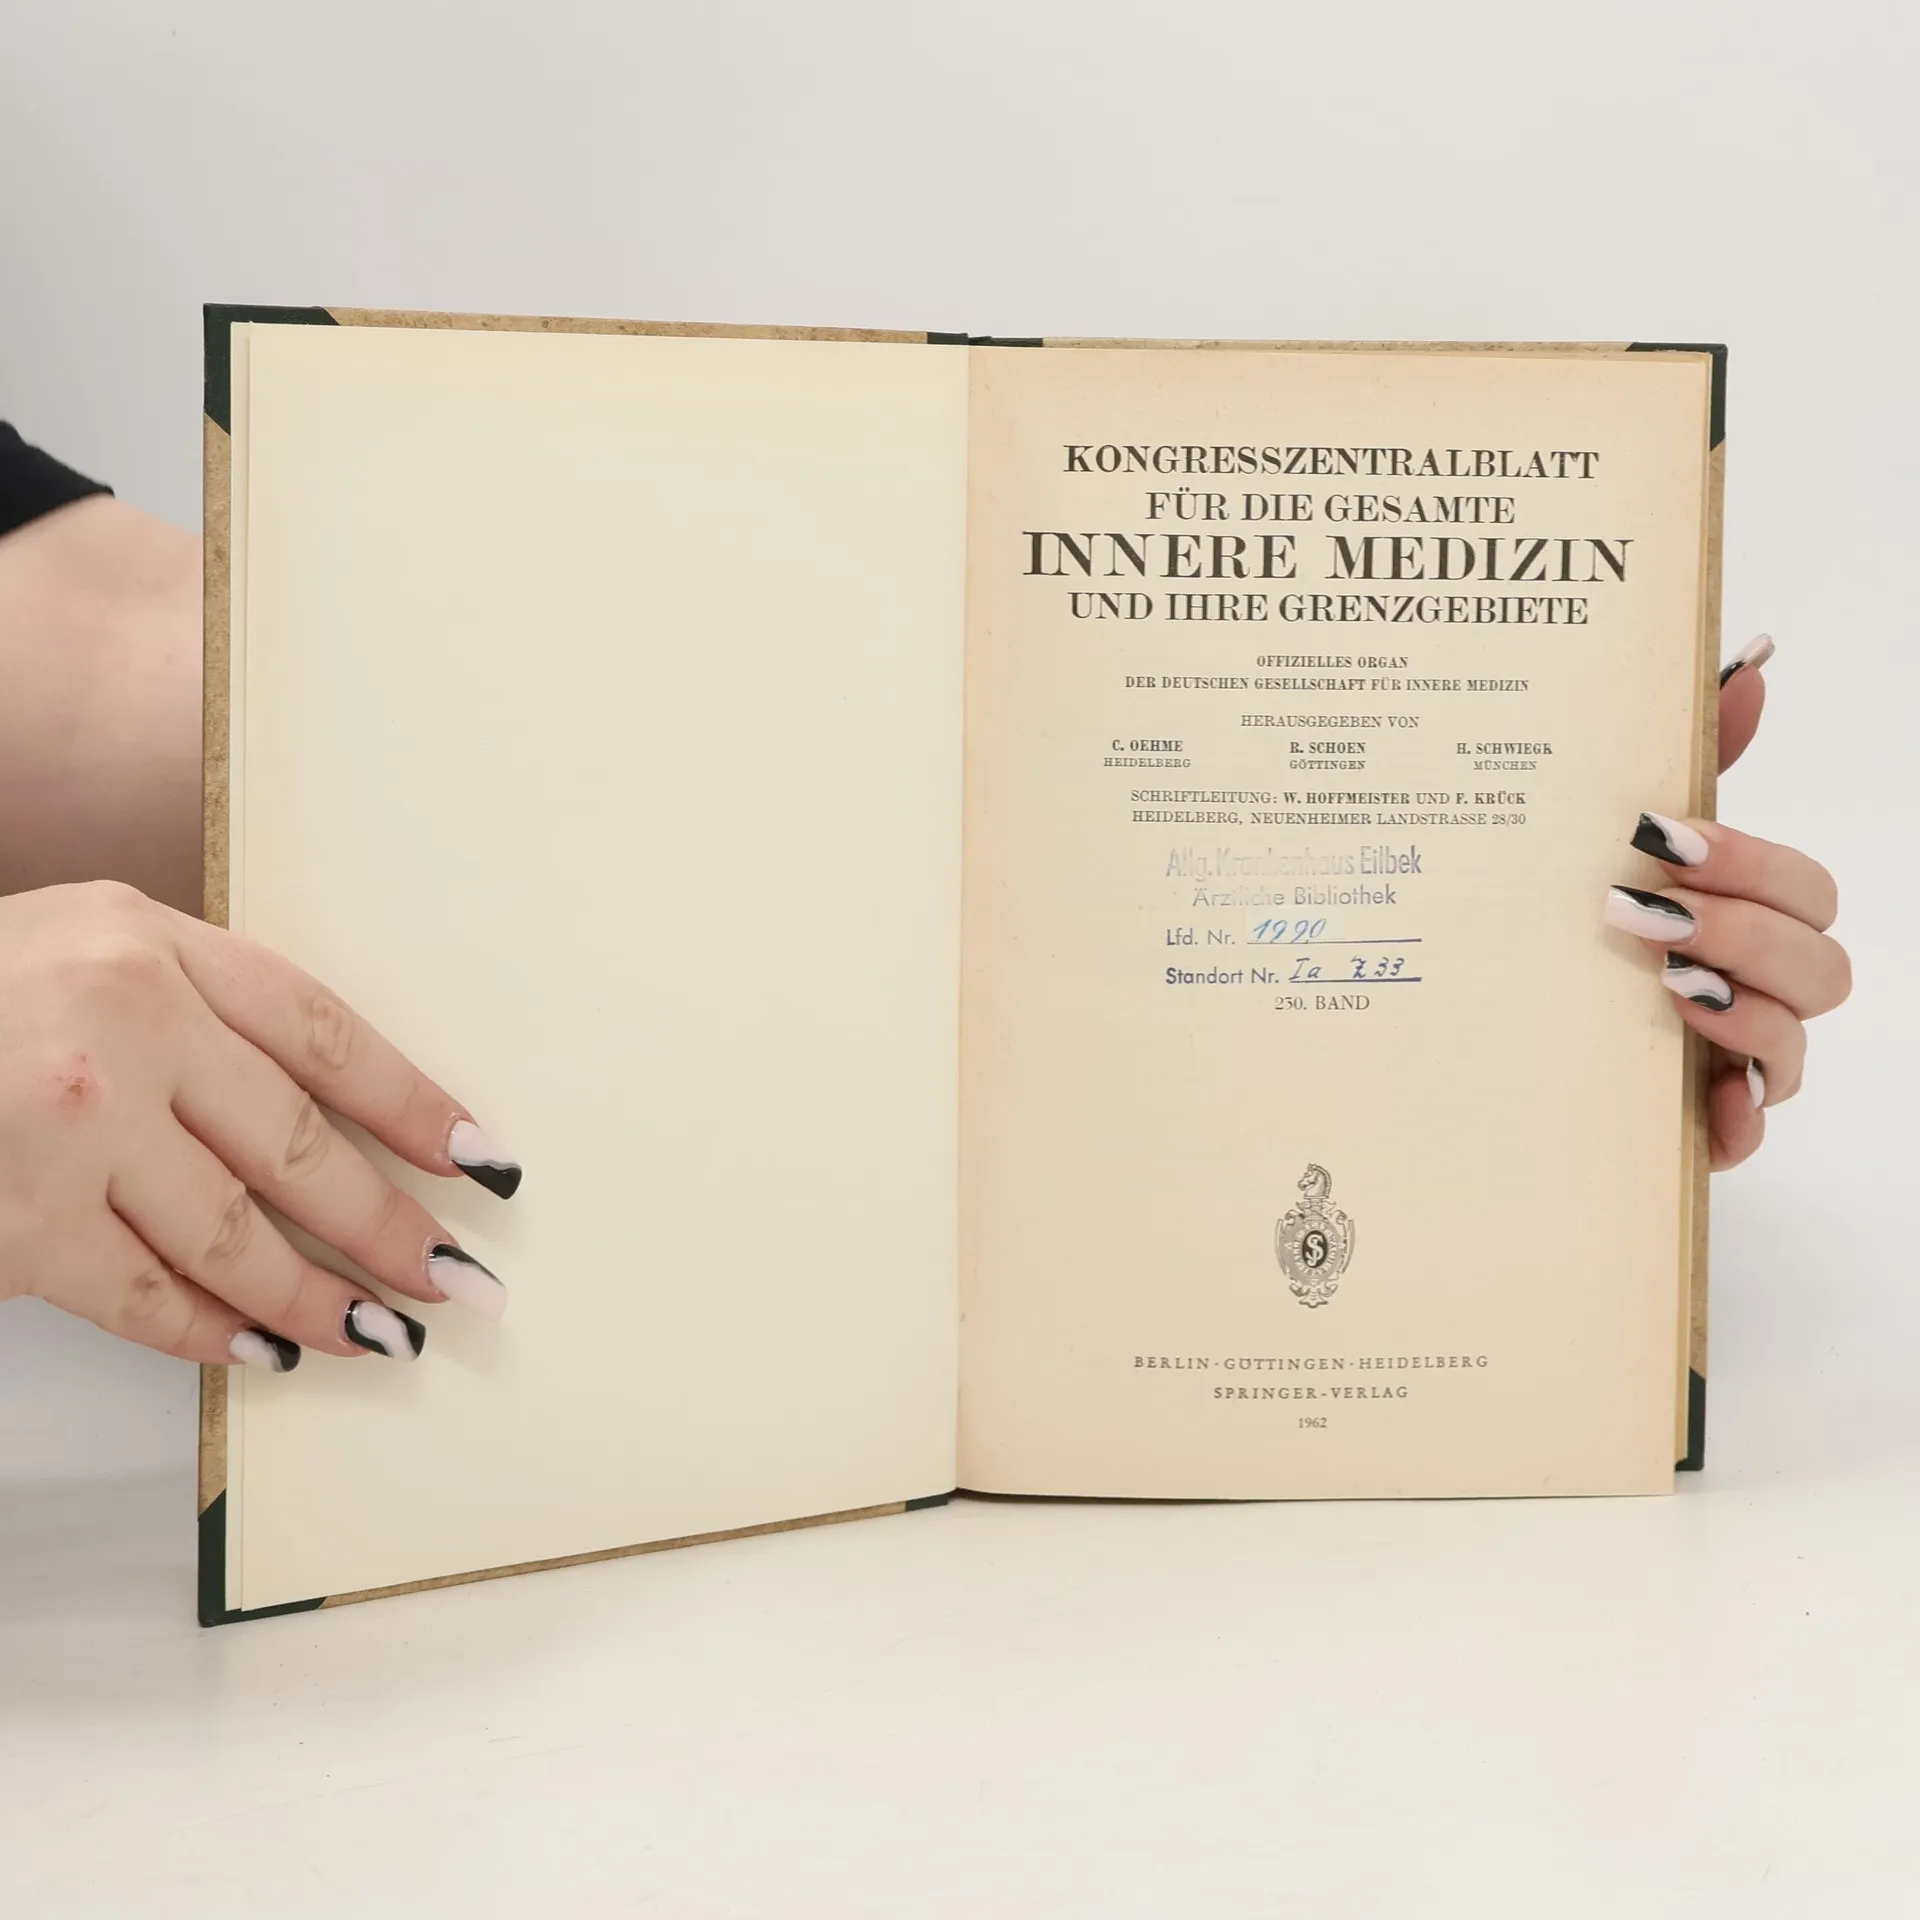 KONGRESSZENTRALBLATT
FÜR DIE GESAMTE
INNERE MEDIZIN
UND IHRE GRENZGEBIETE
OFFIZIELLES ORGAN
DER DEUTSCHEN GESELLSCHAFT FÜR INNERE MEDIZIN
HERAUSGEGEBEN VON
C. OEHME R. SCHOEN H. SCHWIEGK
HEIDELBERG GÖTTINGEN MÜNCHEN
SCHRIFTLEITUNG: W. HOFFMEISTER UND F. KRÜCK
HEIDELBERG, NEUENHEIMER LANDSTRASSE 28/30
Allg. Krankenhaus Eilbek
Ärztliche Bibliothek
Lfd. Nr. 1990
Standort Nr. Ia Z 33
230. BAND
BERLIN · GÖTTINGEN · HEIDELBERG
SPRINGER-VERLAG
1962